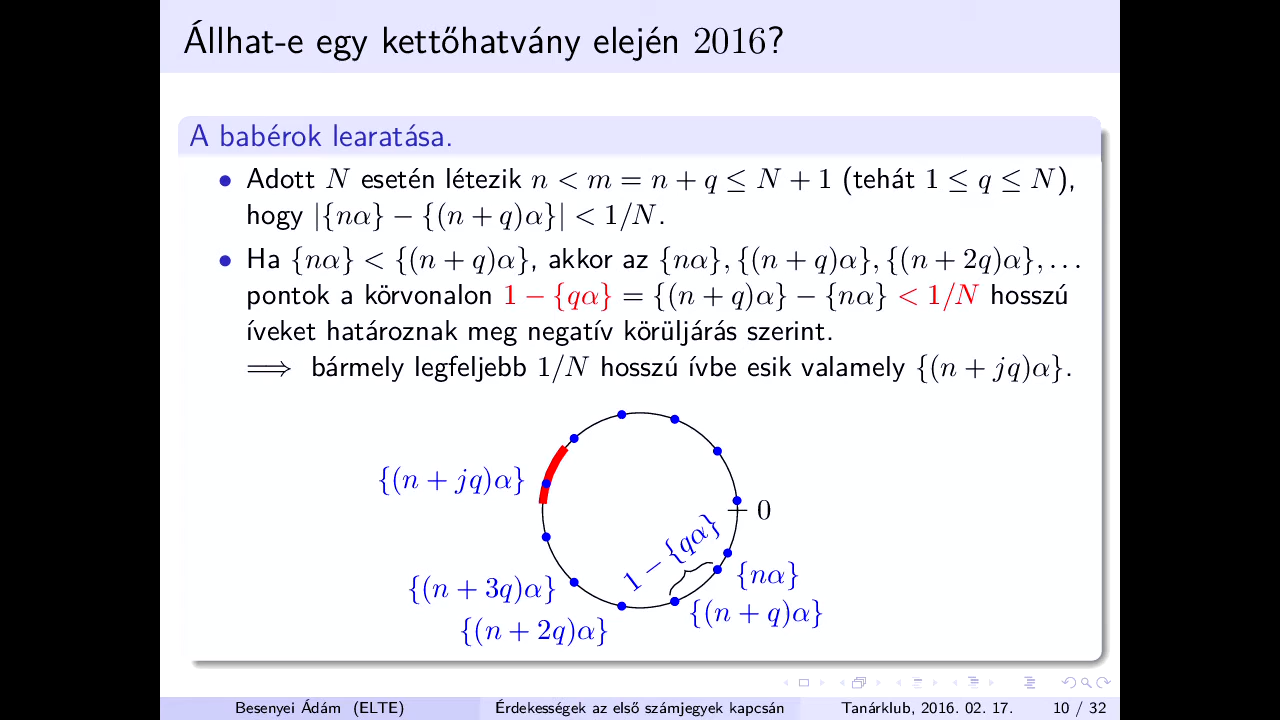 Állhat-e egy kettőhatvány elején 2016?
A babérok learatása.
• Adott N esetén létezik n < m = n + q ≤ N + 1 (tehát 1 ≤ q ≤ N),
hogy |{nα} − {(n + q)α}| < 1/N.
• Ha {nα} < {(n + q)α}, akkor az {nα}, {(n + q)α}, {(n + 2q)α}, . . .
pontok a körvonalon 1 − {qα} = {(n + q)α} − {nα} < 1/N hosszú
íveket határoznak meg negatív körüljárás szerint.
⟹ bármely legfeljebb 1/N hosszú ívbe esik valamely {(n + jq)α}.
{(n + jq)α}
0
1 − {qα}
{nα}
{(n + 3q)α}
{(n + q)α}
{(n + 2q)α}
Besenyei Ádám (ELTE) Érdekességek az első számjegyek kapcsán Tanárklub, 2016. 02. 17. 10 / 32